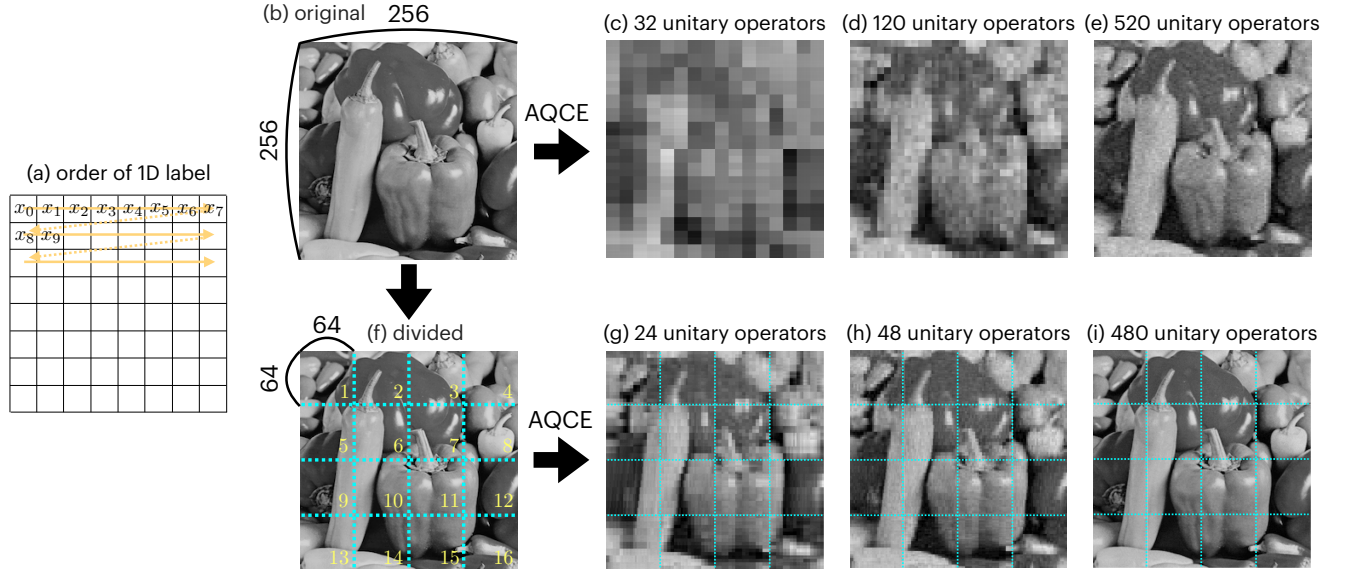 (b) original 256
(c) 32 unitary operators
(d) 120 unitary operators
(e) 520 unitary operators
256
AQCE
(a) order of 1D label
x0 x1 x2 x3 x4 x5 x6 x7
x8 x9
64
(f) divided
(g) 24 unitary operators
(h) 48 unitary operators
(i) 480 unitary operators
64
1 2 3 4
AQCE
5 6 7 8
9 10 11 12
13 14 15 16